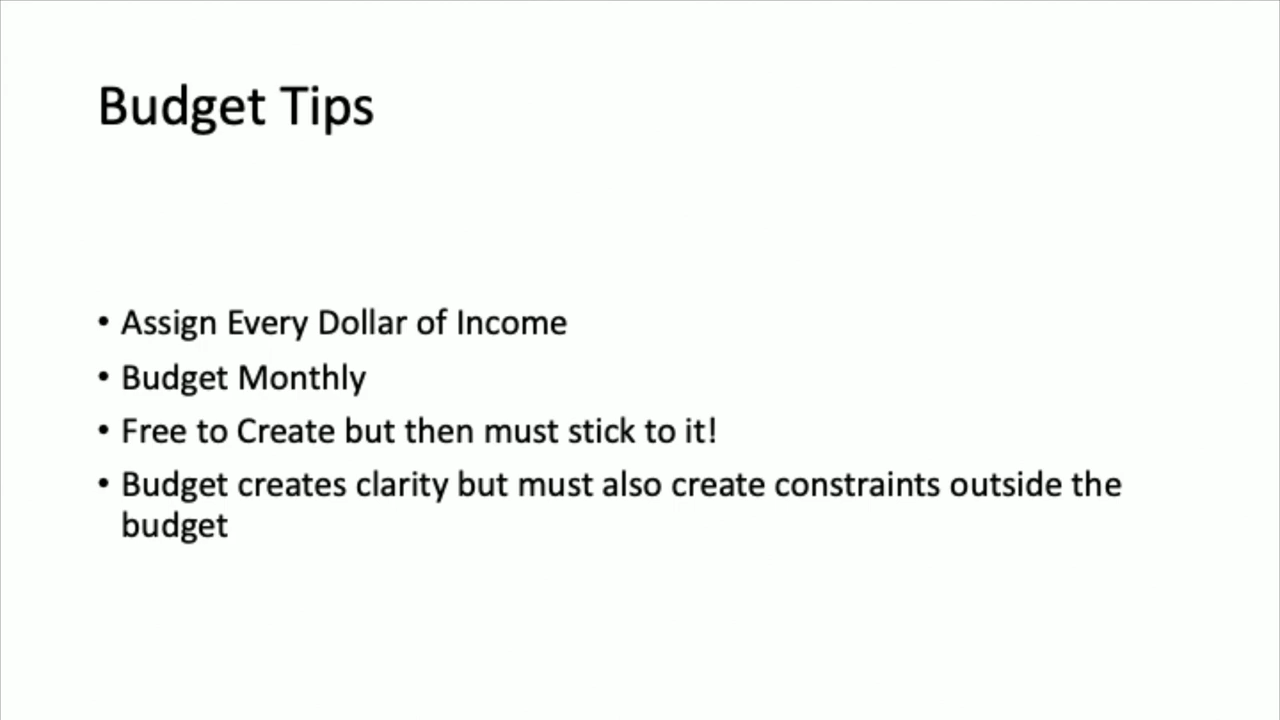 Budget Tips
• Assign Every Dollar of Income
• Budget Monthly
• Free to Create but then must stick to it!
• Budget creates clarity but must also create constraints outside the
budget